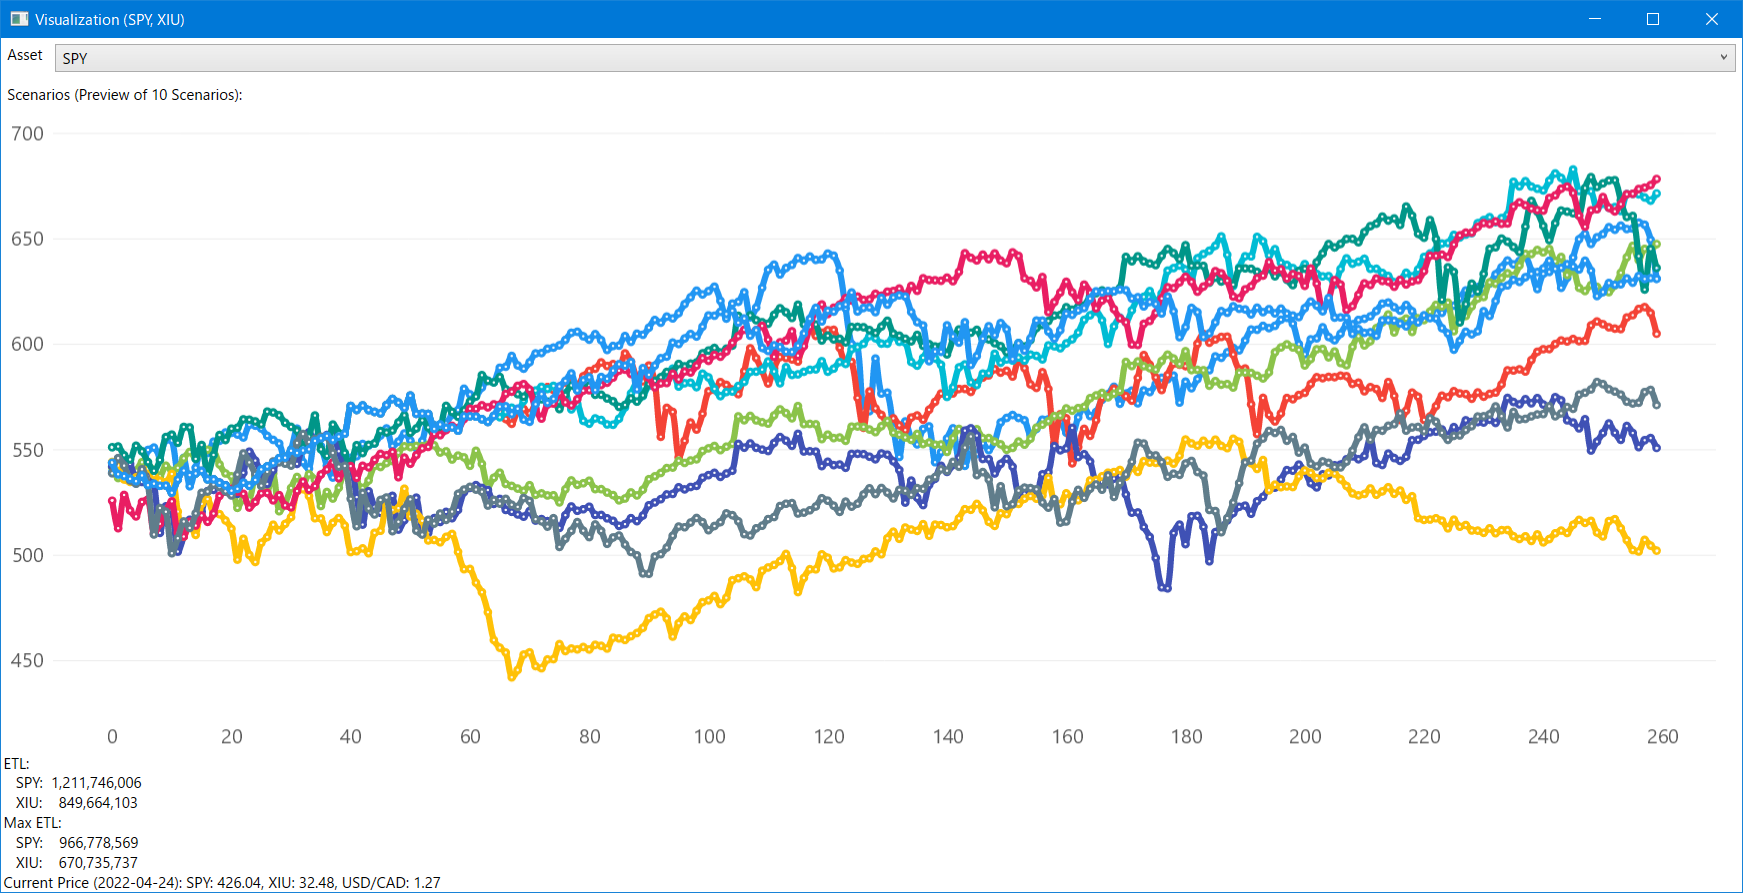 Visualization (SPY, XIU)
Asset SPY
Scenarios (Preview of 10 Scenarios):
700
650
600
550
500
450
0 20 40 60 80 100 120 140 160 180 200 220 240 260
ETL:
SPY: 1,211,746,006
XIU: 849,664,103
Max ETL:
SPY: 966,778,569
XIU: 670,735,737
Current Price (2022-04-24): SPY: 426.04, XIU: 32.48, USD/CAD: 1.27